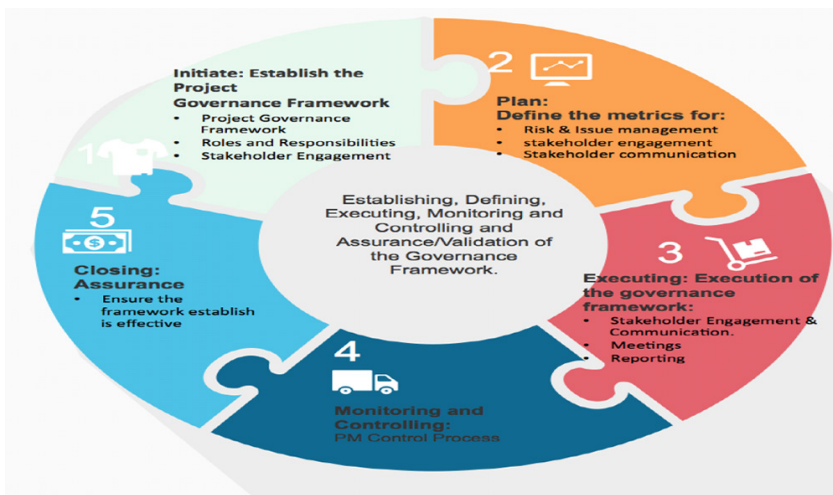 1
Initiate: Establish the
Project
Governance Framework
• Project Governance
Framework
• Roles and Responsibilities
• Stakeholder Engagement
2
Plan:
Define the metrics for:
• Risk & Issue management
• stakeholder engagement
• Stakeholder communication
3
Executing: Execution of
the governance
framework:
• Stakeholder Engagement &
Communication.
• Meetings
• Reporting
4
Monitoring and
Controlling:
PM Control Process
5
Closing:
Assurance
• Ensure the
framework establish
is effective
Establishing, Defining,
Executing, Monitoring and
Controlling and
Assurance/Validation of
the Governance
Framework.